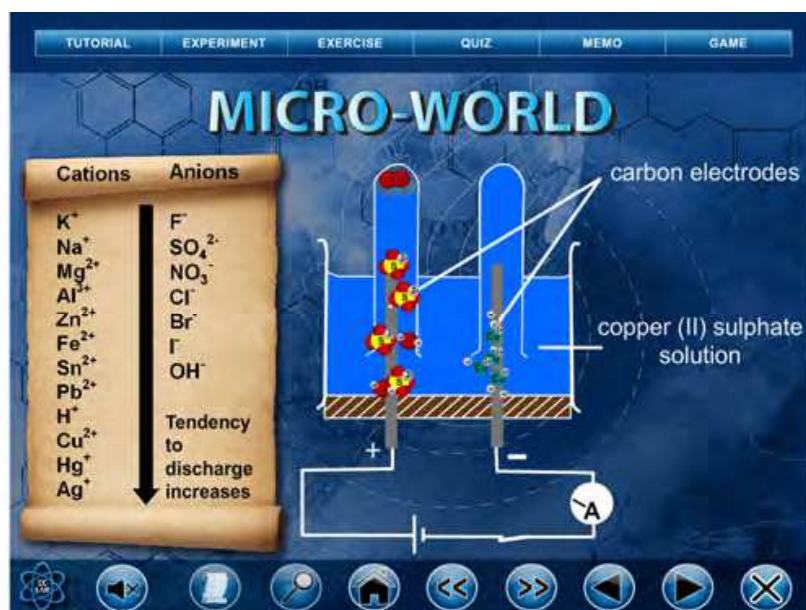 TUTORIAL EXPERIMENT EXERCISE QUIZ MEMO GAME
MICRO-WORLD
Cations Anions
K⁺ F⁻
Na⁺ SO₄²⁻
Mg²⁺ NO₃⁻
Al³⁺ Cl⁻
Zn²⁺ Br⁻
Fe²⁺ I⁻
Sn²⁺ OH⁻
Pb²⁺
H⁺
Cu²⁺
Hg⁺
Ag⁺
Tendency
to
discharge
increases
carbon electrodes
copper (II) sulphate
solution
S
S
S
S
+
−
A
<<
>>